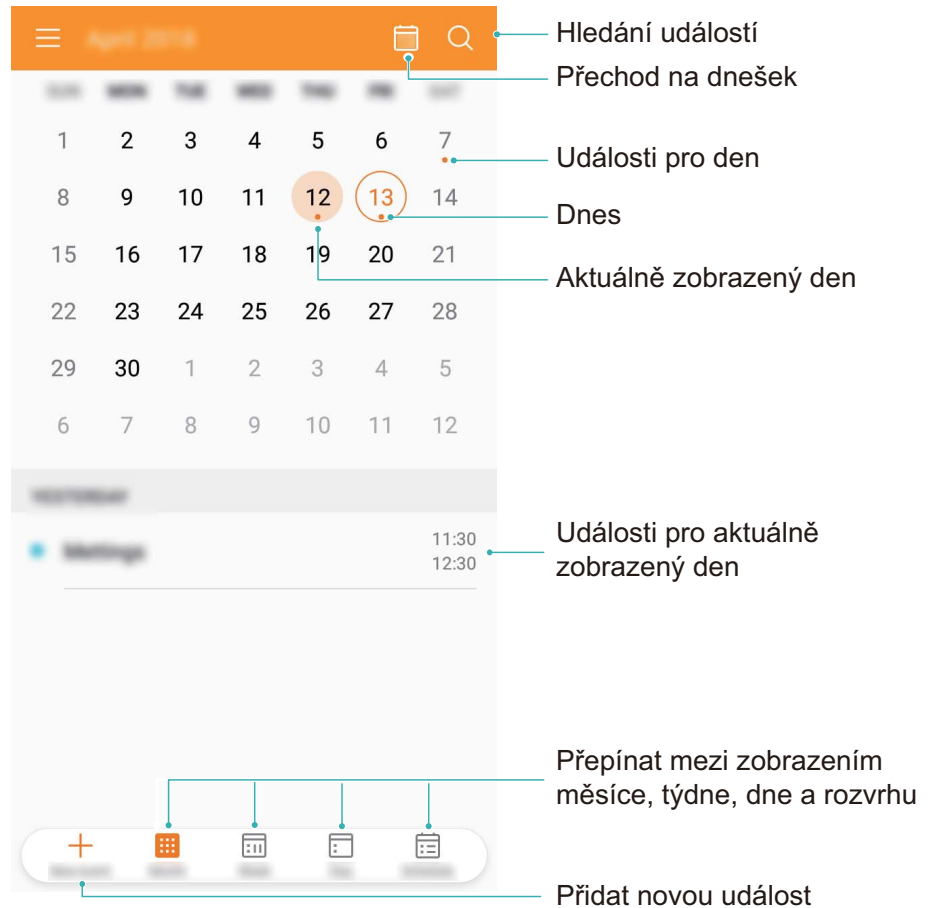 Hledání událostí
Přechod na dnešek
1 2 3 4 5 6 7
Události pro den
8 9 10 11 12 13 14
Dnes
15 16 17 18 19 20 21
Aktuálně zobrazený den
22 23 24 25 26 27 28
29 30 1 2 3 4 5
6 7 8 9 10 11 12
11:30
12:30
Události pro aktuálně
zobrazený den
Přepínat mezi zobrazením
měsíce, týdne, dne a rozvrhu
Přidat novou událost